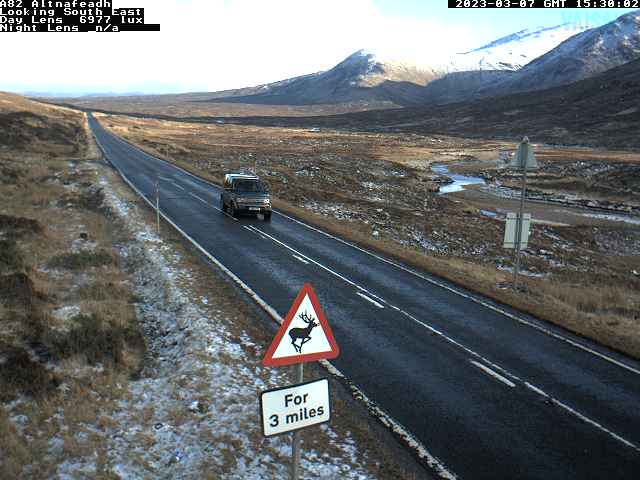 A82 Altnafeadh
Looking South East
Day Lens 6977 lux
Night Lens n/a
2023-03-07 GMT 15:30:02
For
3 miles